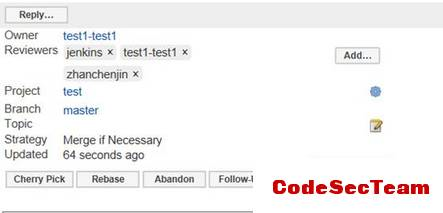 Reply...
Owner test1-test1
Reviewers jenkins × test1-test1 × Add...
zhanchenjin ×
Project test
Branch master
Topic
Strategy Merge if Necessary
Updated 64 seconds ago
Cherry Pick Rebase Abandon Follow-
CodeSecTeam